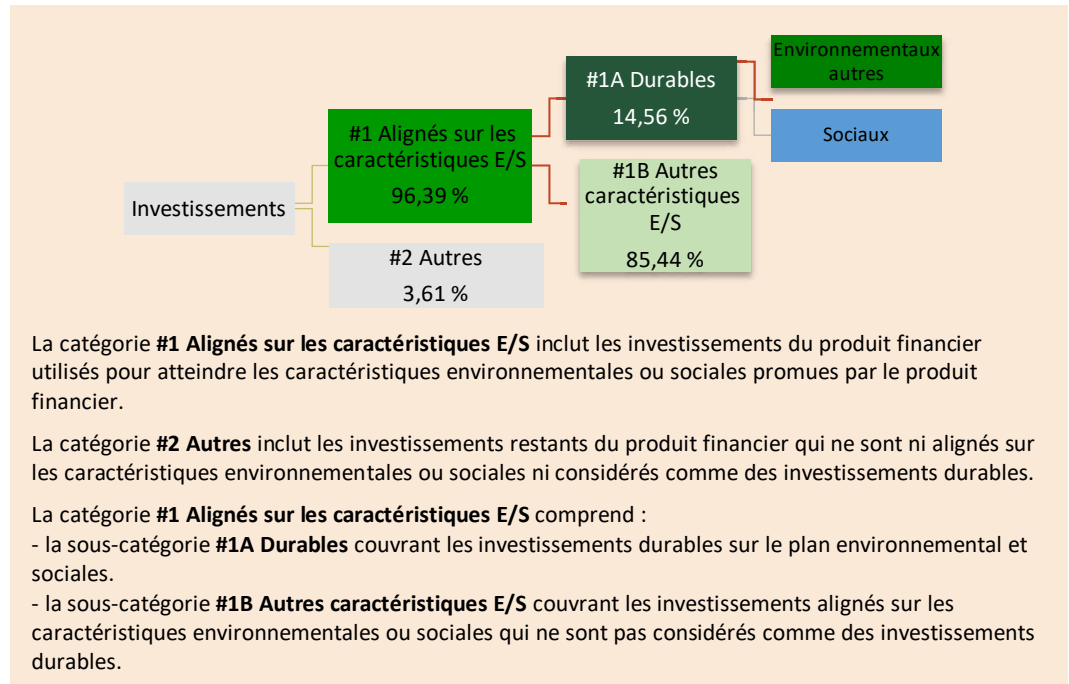 Environnementaux
autres
#1A Durables
14,56 %
Sociaux
#1 Alignés sur les
caractéristiques E/S
96,39 %
#1B Autres
caractéristiques
E/S
85,44 %
Investissements
#2 Autres
3,61 %
La catégorie #1 Alignés sur les caractéristiques E/S inclut les investissements du produit financier
utilisés pour atteindre les caractéristiques environnementales ou sociales promues par le produit
financier.
La catégorie #2 Autres inclut les investissements restants du produit financier qui ne sont ni alignés sur
les caractéristiques environnementales ou sociales ni considérés comme des investissements durables.
La catégorie #1 Alignés sur les caractéristiques E/S comprend :
- la sous-catégorie #1A Durables couvrant les investissements durables sur le plan environnemental et
sociales.
- la sous-catégorie #1B Autres caractéristiques E/S couvrant les investissements alignés sur les
caractéristiques environnementales ou sociales qui ne sont pas considérés comme des investissements
durables.